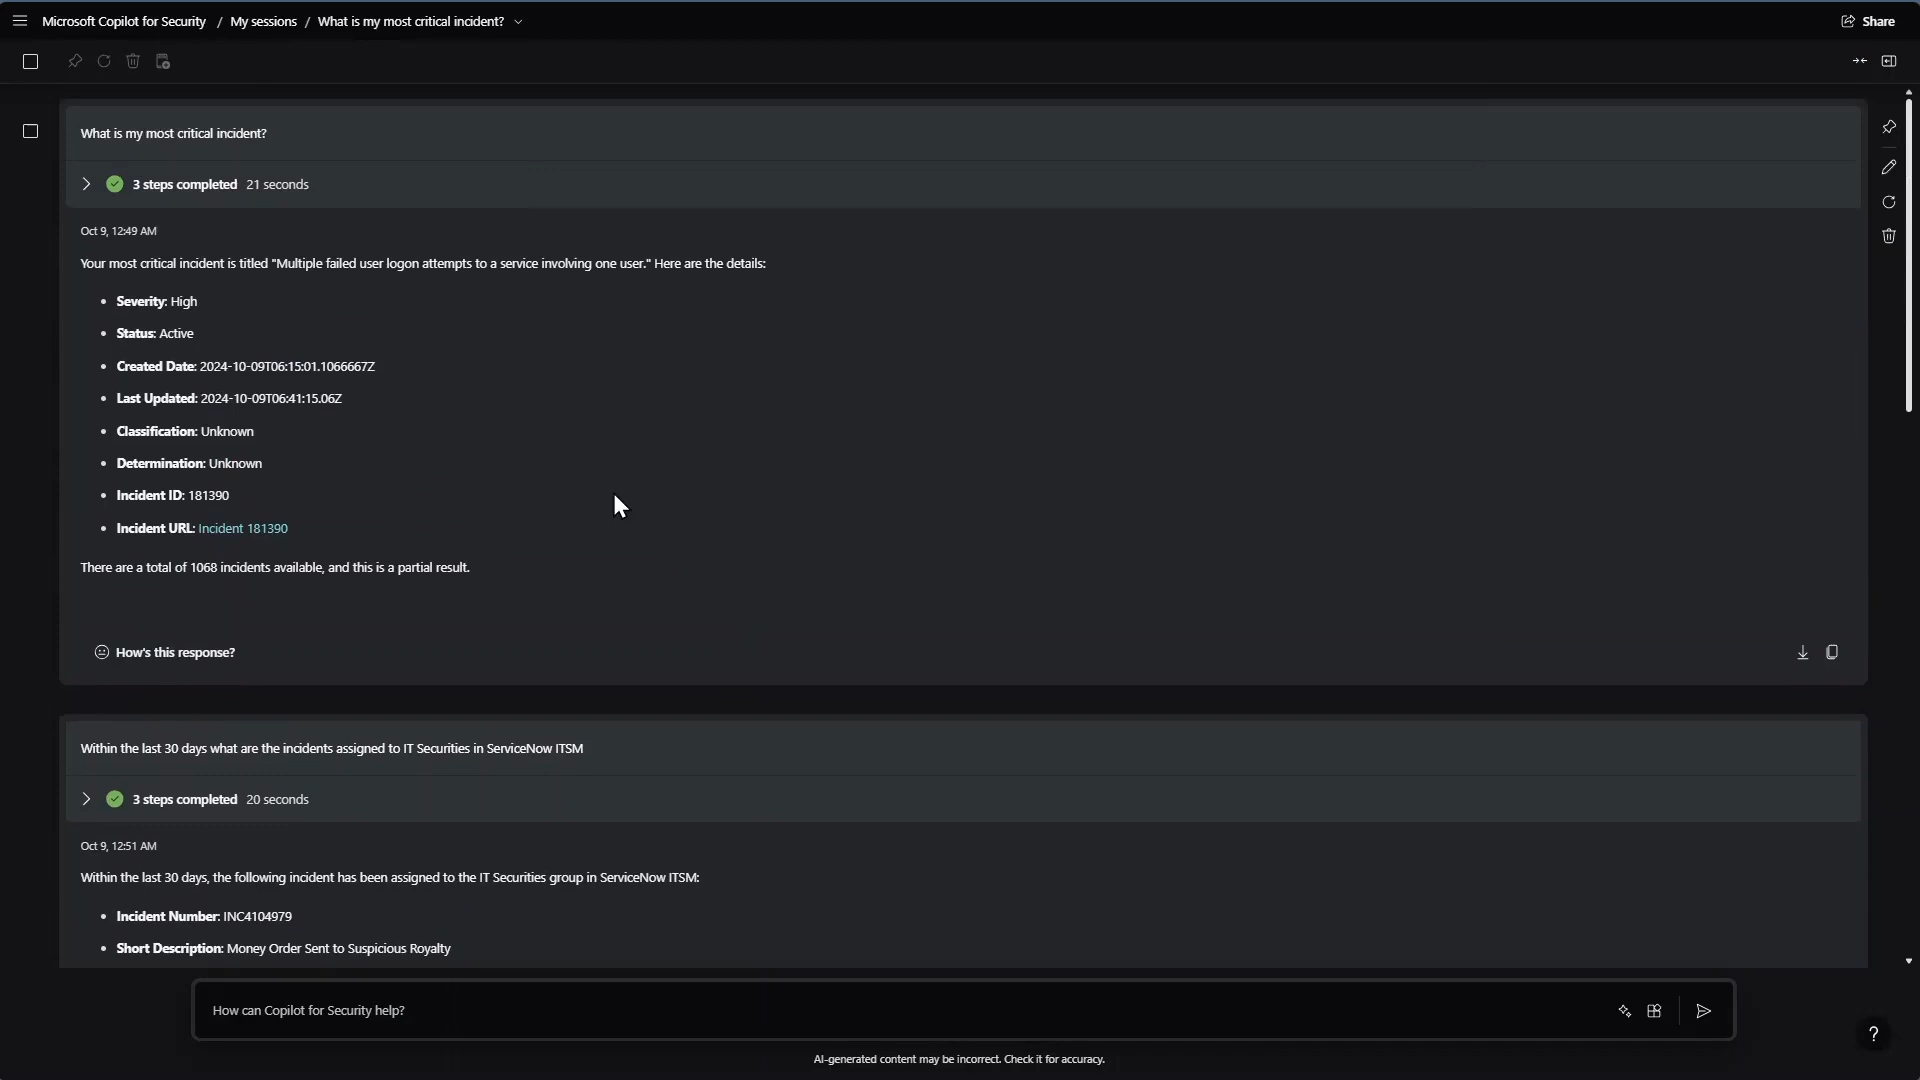 Microsoft Copilot for Security / My sessions / What is my most critical incident?
Share
What is my most critical incident?
3 steps completed 21 seconds
Oct 9, 12:49 AM
Your most critical incident is titled "Multiple failed user logon attempts to a service involving one user." Here are the details:
• Severity: High
• Status: Active
• Created Date: 2024-10-09T06:15:01.1066667Z
• Last Updated: 2024-10-09T06:41:15.06Z
• Classification: Unknown
• Determination: Unknown
• Incident ID: 181390
• Incident URL: Incident 181390
There are a total of 1068 incidents available, and this is a partial result.
How's this response?
Within the last 30 days what are the incidents assigned to IT Securities in ServiceNow ITSM
3 steps completed 20 seconds
Oct 9, 12:51 AM
Within the last 30 days, the following incident has been assigned to the IT Securities group in ServiceNow ITSM:
• Incident Number: INC4104979
• Short Description: Money Order Sent to Suspicious Royalty
How can Copilot for Security help?
?
AI-generated content may be incorrect. Check it for accuracy.